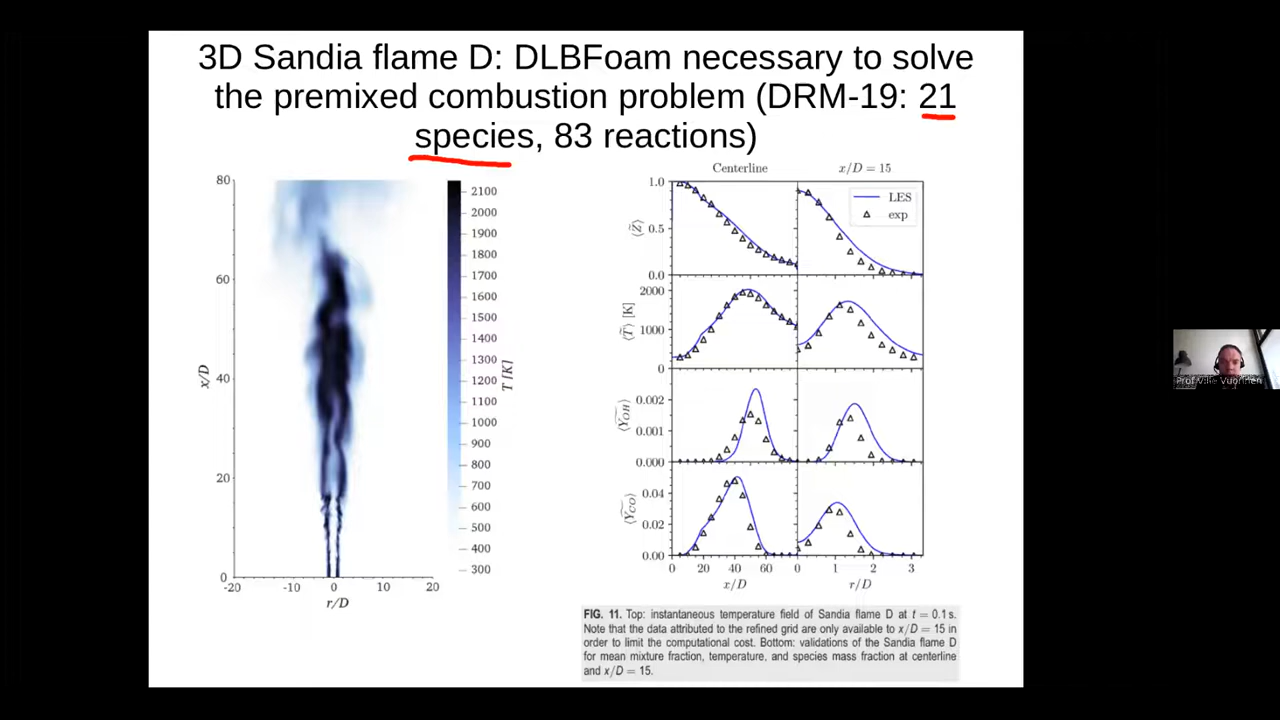 3D Sandia flame D: DLBFoam necessary to solve
the premixed combustion problem (DRM-19: 21
species, 83 reactions)
80
60
40
20
0
x/D
-20
-10
0
10
20
r/D
2100
2000
1900
1800
1700
1600
1500
1400
1300
1200
1100
1000
900
800
700
600
500
400
300
T [K]
Centerline
x/D = 15
LES
exp
1.0
0.5
0.0
⟨Z̃⟩
2000
1000
0
⟨T̃⟩ [K]
0.002
0.001
0.000
⟨Ỹ_OH⟩
0.04
0.02
0.00
⟨Ỹ_CO⟩
0
20
40
60
0
1
2
3
x/D
r/D
FIG. 11. Top: instantaneous temperature field of Sandia flame D at t = 0.1 s.
Note that the data attributed to the refined grid are only available to x/D = 15 in
order to limit the computational cost. Bottom: validations of the Sandia flame D
for mean mixture fraction, temperature, and species mass fraction at centerline
and x/D = 15.
Prof Ville Vuorinen